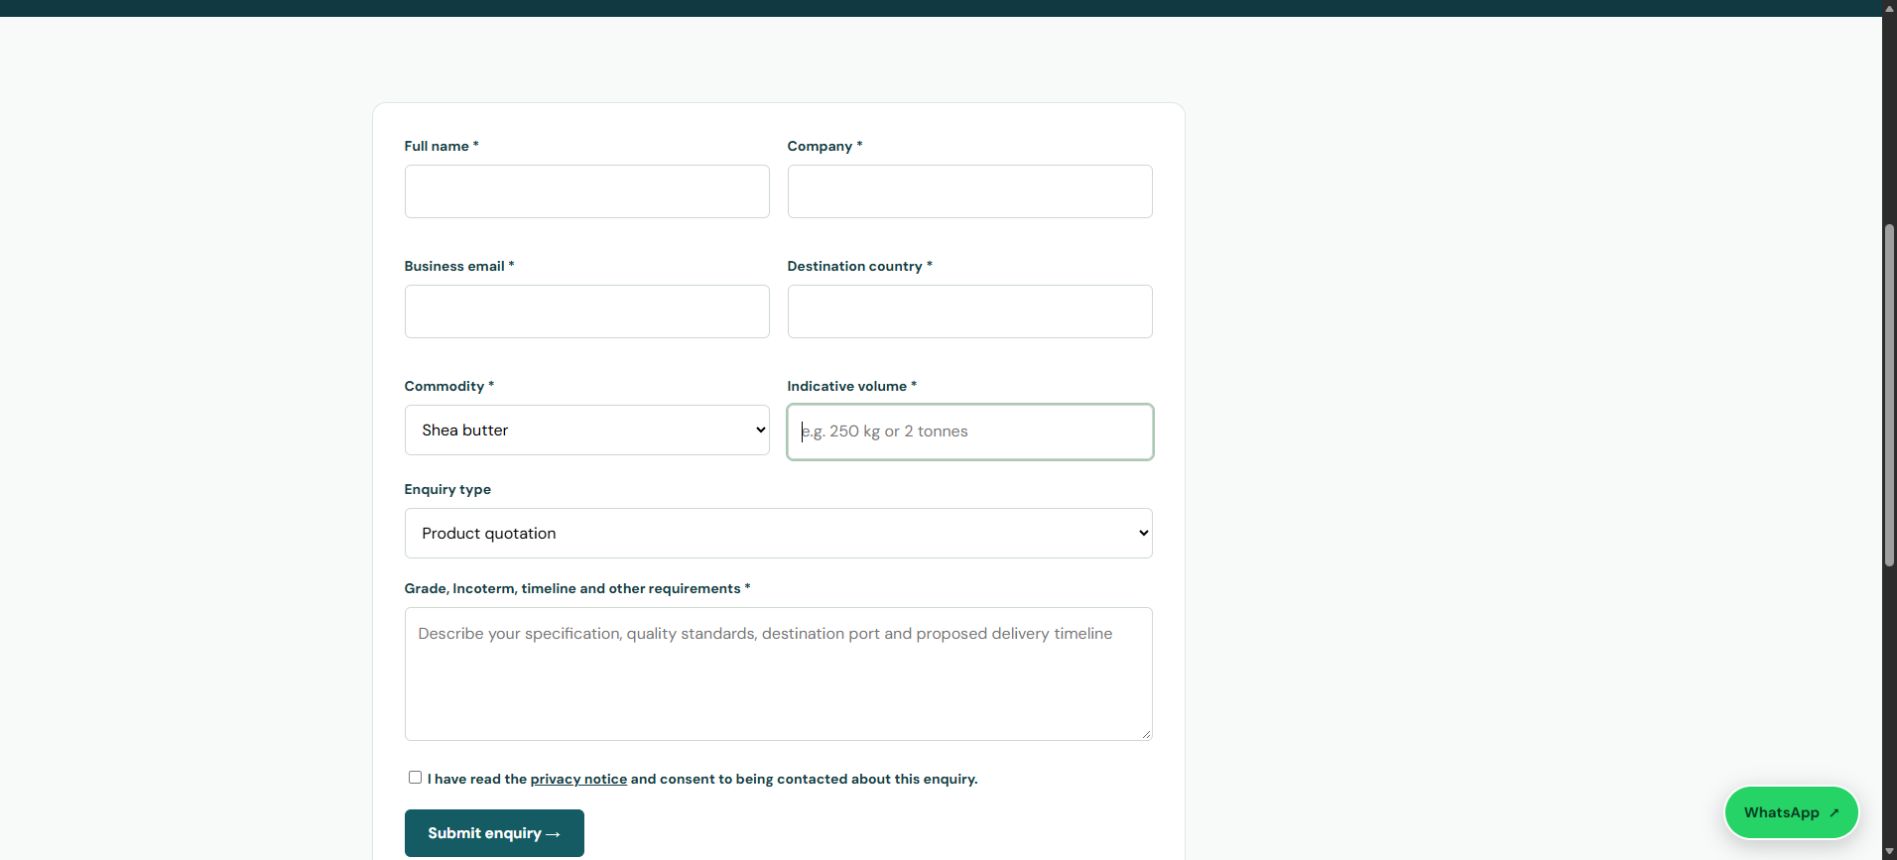 Full name *
Company *
Business email *
Destination country *
Commodity *
Indicative volume *
Shea butter
e.g. 250 kg or 2 tonnes
Enquiry type
Product quotation
Grade, Incoterm, timeline and other requirements *
Describe your specification, quality standards, destination port and proposed delivery timeline
I have read the privacy notice and consent to being contacted about this enquiry.
Submit enquiry →
WhatsApp ↗